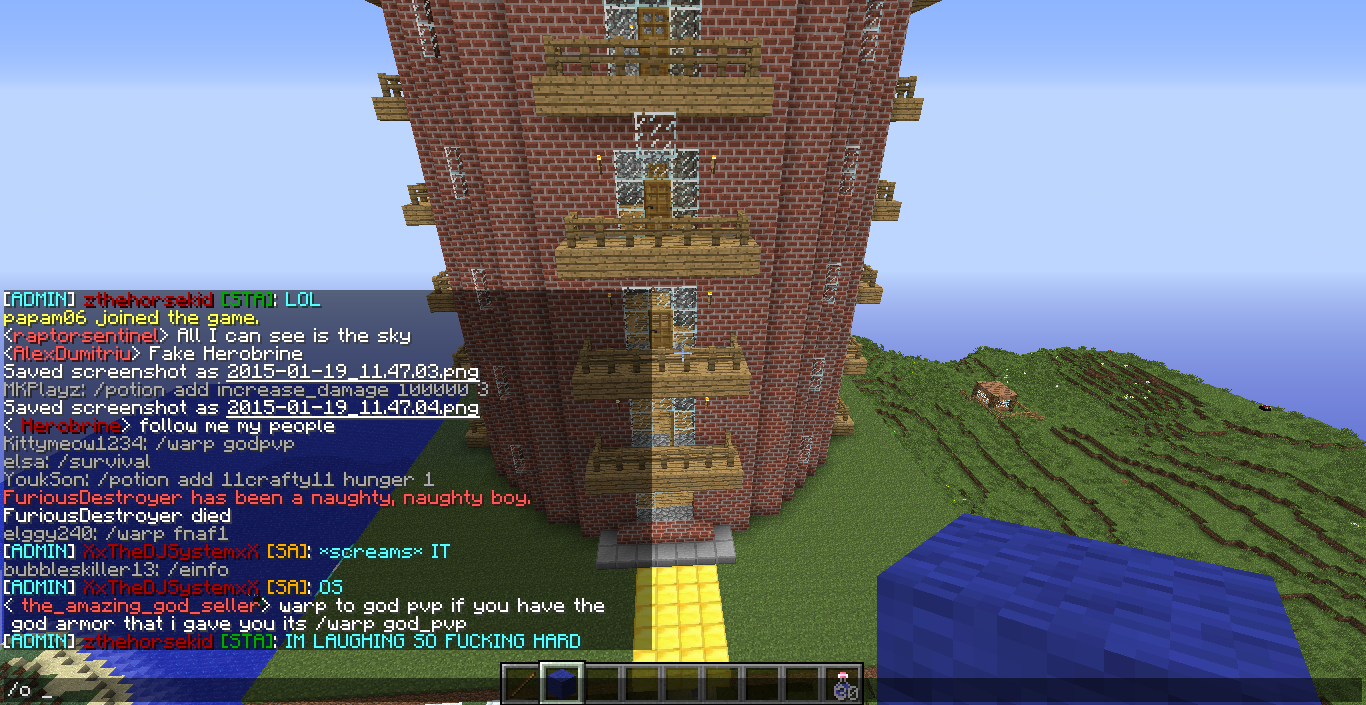 [ADMIN] zthehorsekid [STA]: LOL
papam06 joined the game.
<raptorsentinel> All I can see is the sky
<AlexDumitriu> Fake Herobrine
Saved screenshot as 2015-01-19_11.47.03.png
MKPlayz: /potion add increase_damage 100000 3
Saved screenshot as 2015-01-19_11.47.04.png
< Herobrine> follow me my people
Kittymeow1234: /warp godpvp
elsa: /survival
YoukSon: /potion add 11crafty11 hunger 1
FuriousDestroyer has been a naughty, naughty boy.
FuriousDestroyer died
elggy240: /warp fnaf1
[ADMIN] XxTheDJSystemxX [SA]: *screams* IT
bubbleskiller13: /einfo
[ADMIN] XxTheDJSystemxX [SA]: OS
< the_amazing_god_seller> warp to god pvp if you have the
god armor that i gave you its /warp god_pvp
[ADMIN] zthehorsekid [STA]: IM LAUGHING SO FUCKING HARD
/o _
0